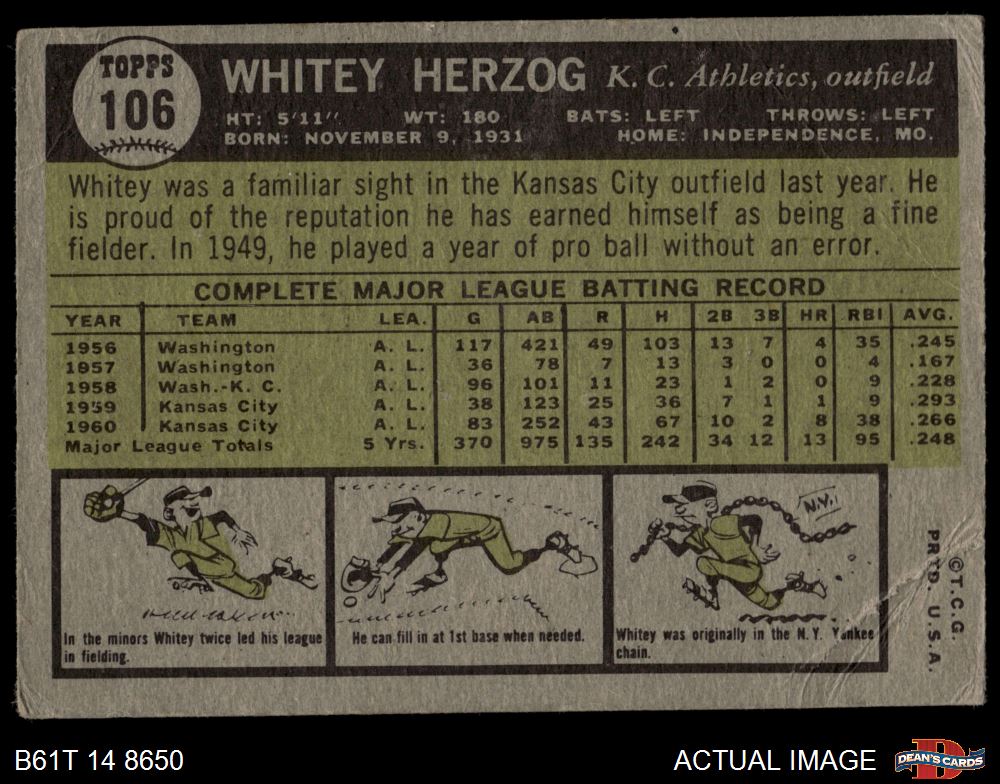 TOPPS
106
WHITEY HERZOG K. C. Athletics, outfield
HT: 5'11". WT: 180 BATS: LEFT THROWS: LEFT
BORN: NOVEMBER 9, 1931 HOME: INDEPENDENCE, MO.
Whitey was a familiar sight in the Kansas City outfield last year. He
is proud of the reputation he has earned himself as being a fine
fielder. In 1949, he played a year of pro ball without an error.
COMPLETE MAJOR LEAGUE BATTING RECORD
YEAR TEAM LEA. G AB R H 2B 3B HR RBI AVG.
1956 Washington A. L. 117 421 49 103 13 7 4 35 .245
1957 Washington A. L. 36 78 7 13 3 0 0 4 .167
1958 Wash.-K. C. A. L. 96 101 11 23 1 2 0 9 .228
1959 Kansas City A. L. 38 123 25 36 7 1 1 9 .293
1960 Kansas City A. L. 83 252 43 67 10 2 8 38 .266
Major League Totals 5 Yrs. 370 975 135 242 34 12 13 95 .248
N.Y.
In the minors Whitey twice led his league
in fielding.
He can fill in at 1st base when needed.
Whitey was originally in the N. Y. Yankee
chain.
© T. C. G.
PRTD. U. S. A.
B61T 14 8650 ACTUAL IMAGE
DEAN'S CARDS